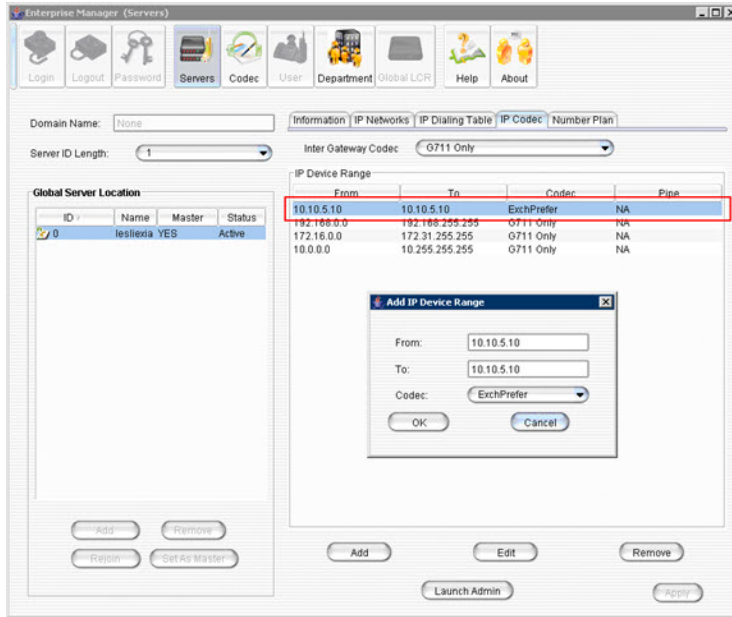 Enterprise Manager (Servers)
Login Logout Password Servers Codec User Department Global LCR Help About
Domain Name: None
Server ID Length: 1
Global Server Location
ID Name Master Status
0 lesliexia YES Active
Add Remove
Rejoin Set As Master
Information IP Networks IP Dialing Table IP Codec Number Plan
Inter Gateway Codec G711 Only
IP Device Range
From To Codec Pipe
10.10.5.10 10.10.5.10 ExchPrefer NA
192.168.0.0 192.168.255.255 G711 Only NA
172.16.0.0 172.31.255.255 G711 Only NA
10.0.0.0 10.255.255.255 G711 Only NA
Add IP Device Range
From: 10.10.5.10
To: 10.10.5.10
Codec: ExchPrefer
OK Cancel
Add Edit Remove
Launch Admin Apply